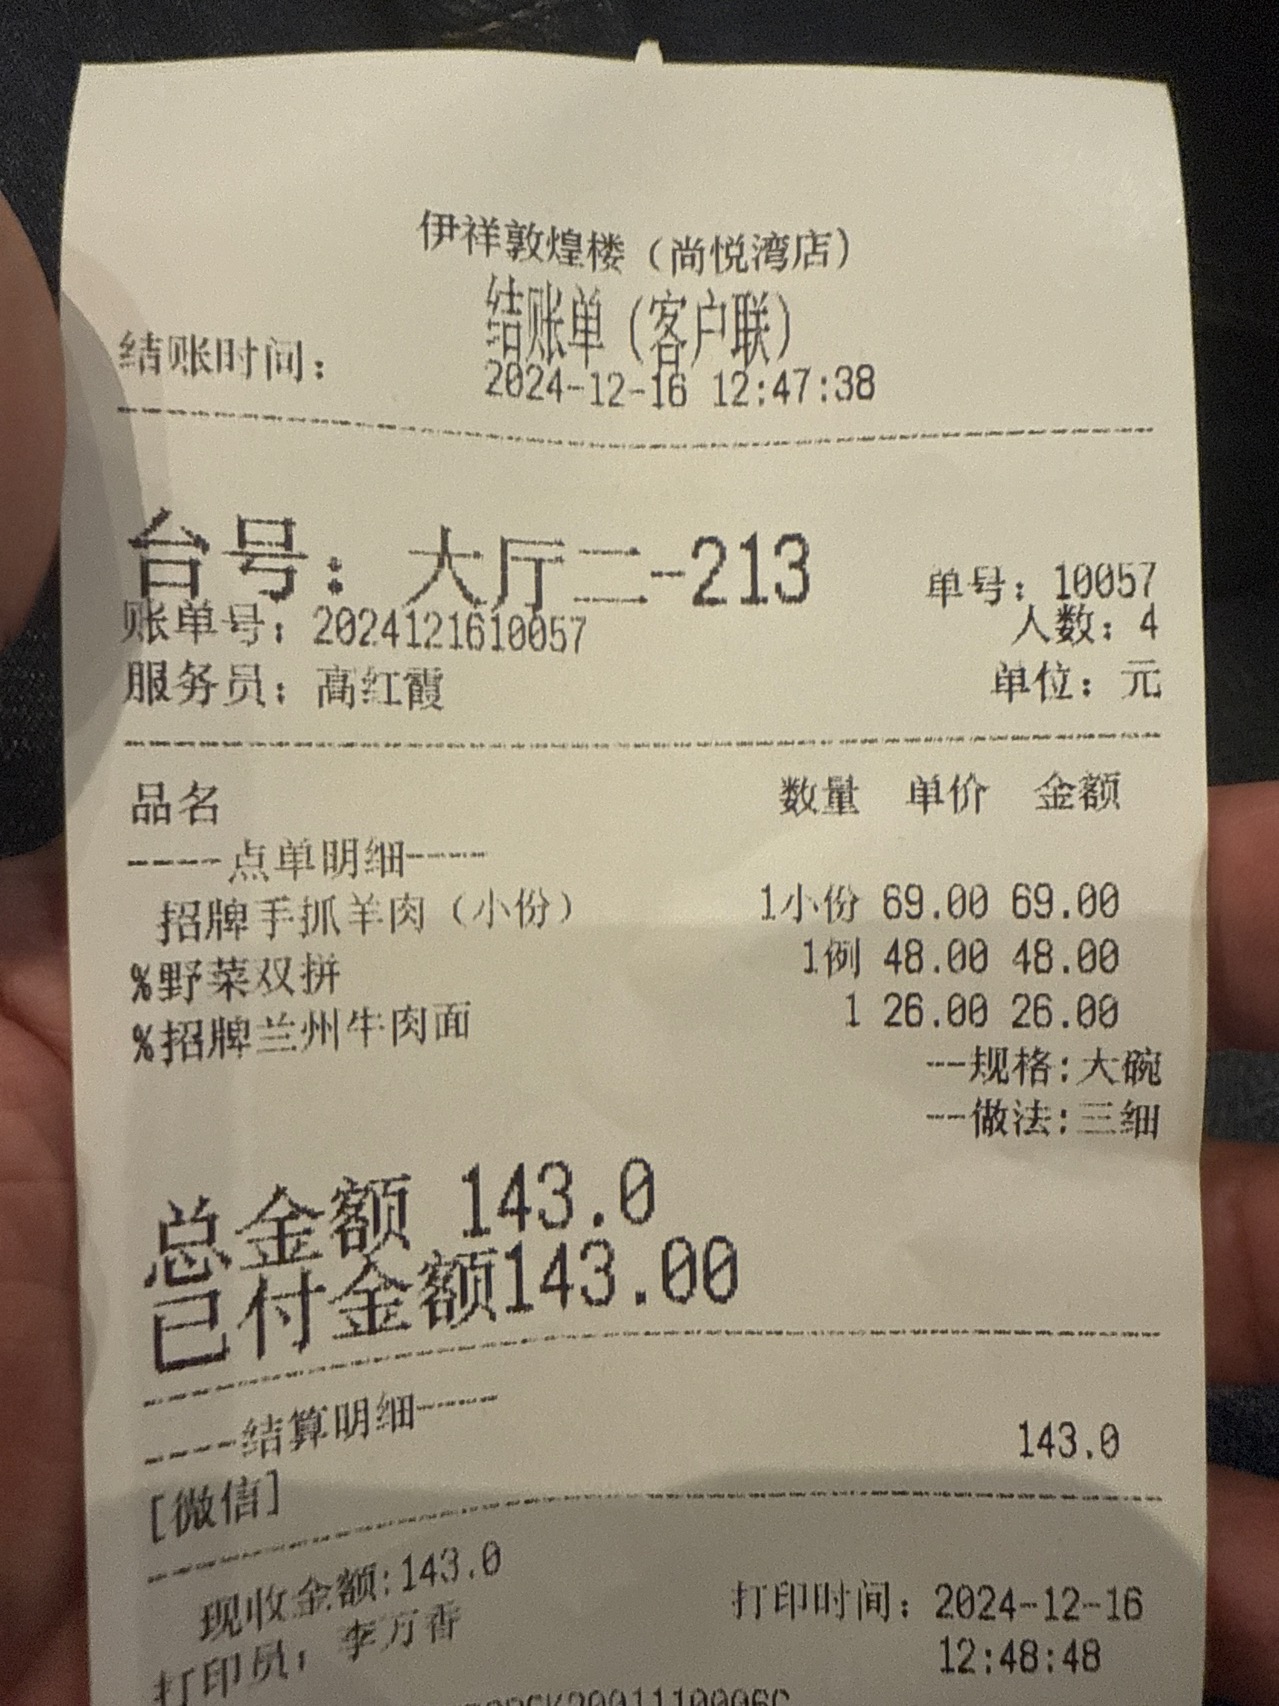 伊祥敦煌楼（尚悦湾店）
结账单（客户联）
结账时间： 2024-12-16 12:47:38
台号： 大厅二-213 单号：10057
账单号：2024121610057 人数：4
服务员：高红霞 单位：元
品名 数量 单价 金额
----点单明细----
招牌手抓羊肉（小份） 1小份 69.00 69.00
%野菜双拼 1例 48.00 48.00
%招牌兰州牛肉面 1 26.00 26.00
--规格:大碗
--做法:三细
总金额 143.0
已付金额143.00
----结算明细----
[微信] 143.0
现收金额:143.0
打印员：李万香 打印时间：2024-12-16
12:48:48